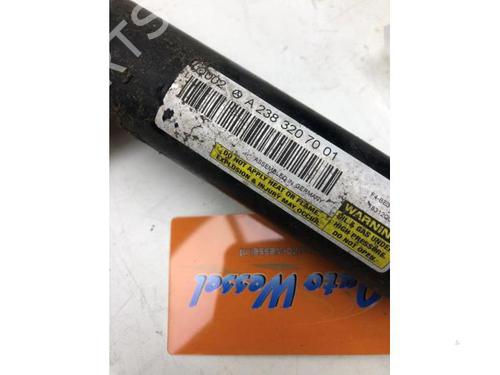 A 238 320 70 01
DO NOT APPLY HEAT OR FLAME.
EXPLOSION & INJURY MAY OCCUR.
WARNING
OIL & GAS UNDER
HIGH PRESSURE.
DO NOT OPEN.
Auto Wessel